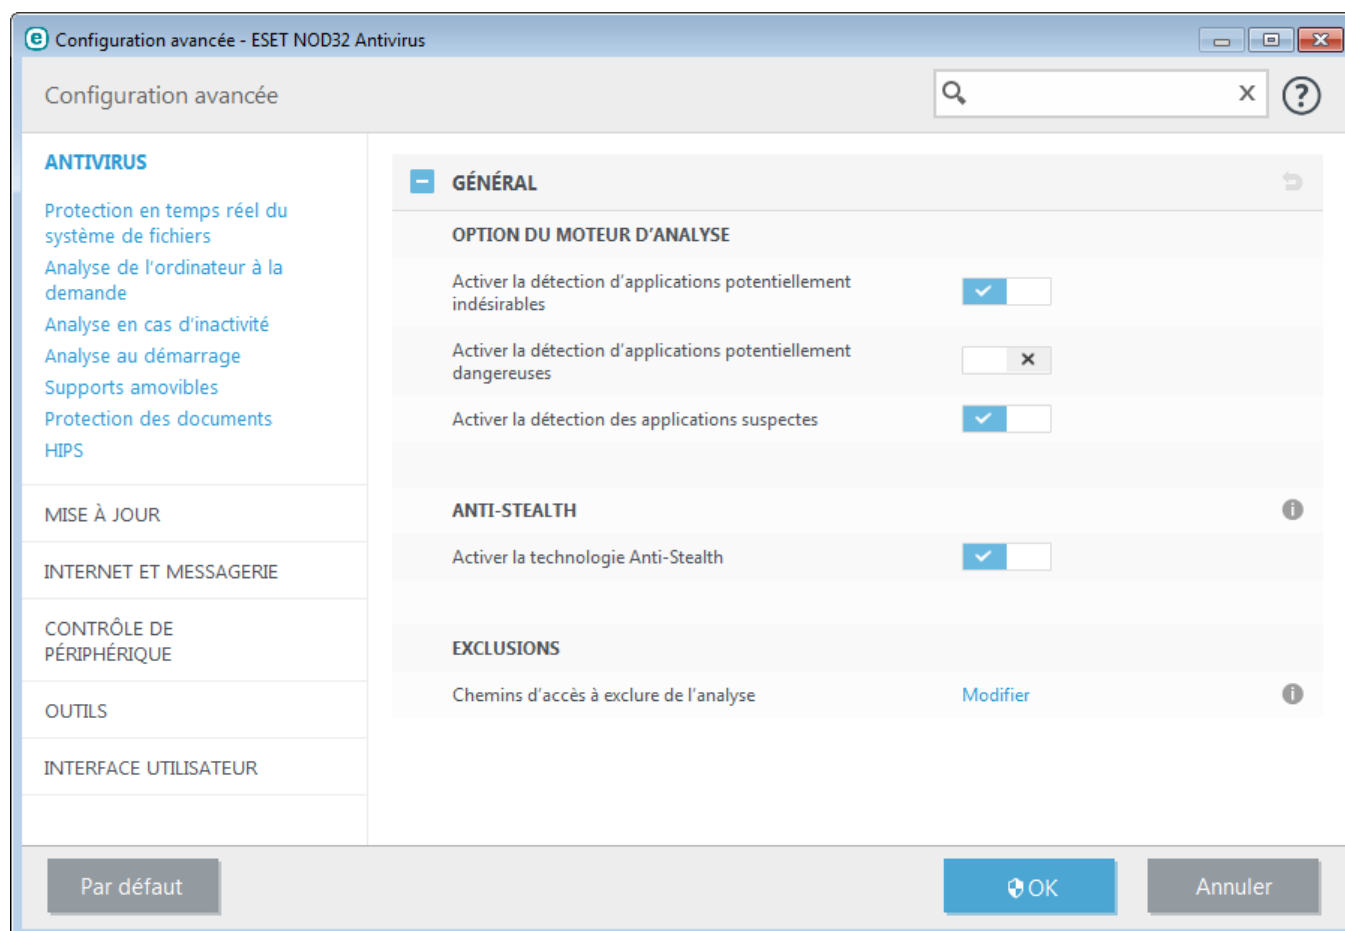 Configuration avancée - ESET NOD32 Antivirus
Configuration avancée
ANTIVIRUS
Protection en temps réel du
système de fichiers
Analyse de l'ordinateur à la
demande
Analyse en cas d'inactivité
Analyse au démarrage
Supports amovibles
Protection des documents
HIPS
MISE À JOUR
INTERNET ET MESSAGERIE
CONTRÔLE DE
PÉRIPHÉRIQUE
OUTILS
INTERFACE UTILISATEUR
GÉNÉRAL
OPTION DU MOTEUR D'ANALYSE
Activer la détection d'applications potentiellement
indésirables
Activer la détection d'applications potentiellement
dangereuses
Activer la détection des applications suspectes
ANTI-STEALTH
Activer la technologie Anti-Stealth
EXCLUSIONS
Chemins d'accès à exclure de l'analyse
Modifier
Par défaut
OK
Annuler